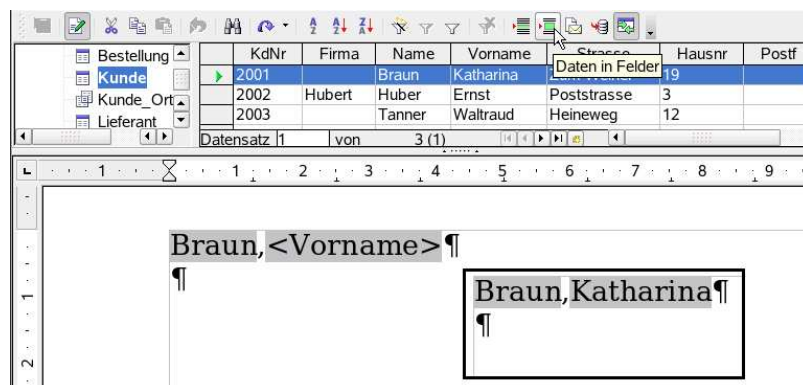 Bestellung
Kunde
Kunde_Ort
Lieferant
KdNr Firma Name Vorname Strasse Hausnr Postf
2001 Braun Katharina Zum Weiher 19
2002 Hubert Huber Ernst Poststrasse 3
2003 Tanner Waltraud Heineweg 12
Daten in Felder
Datensatz 1 von 3 (1)
1 1 2 3 4 5 6 7 8 9
Braun,<Vorname>¶
¶
Braun,Katharina¶
¶
1
2